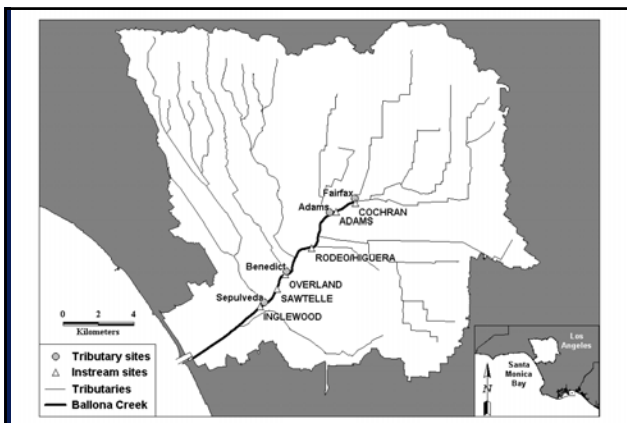 Fairfax
COCHRAN
Adams
ADAMS
RODEO/HIGUERA
Benedict
OVERLAND
SAWTELLE
Sepulveda
INGLEWOOD
2 0 2 4
Kilometers
Tributary sites
Instream sites
Tributaries
Ballona Creek
Los
Angeles
Santa
Monica
Bay
N